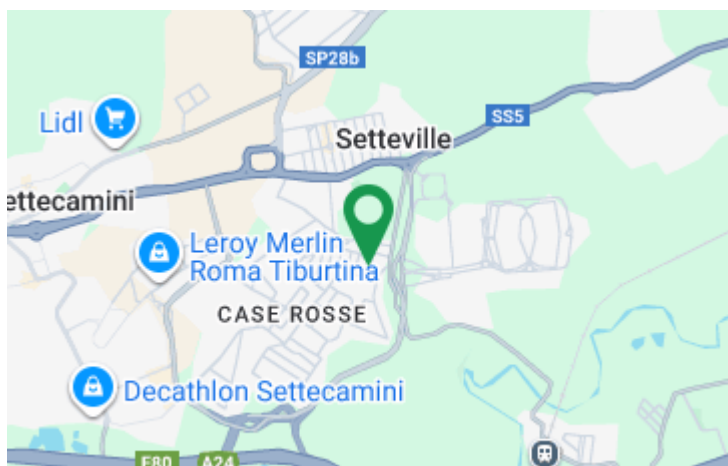 SP28b
Lidl
SS5
Setteville
ettecamini
Leroy Merlin
Roma Tiburtina
CASE ROSSE
Decathlon Settecamini
E80
A24